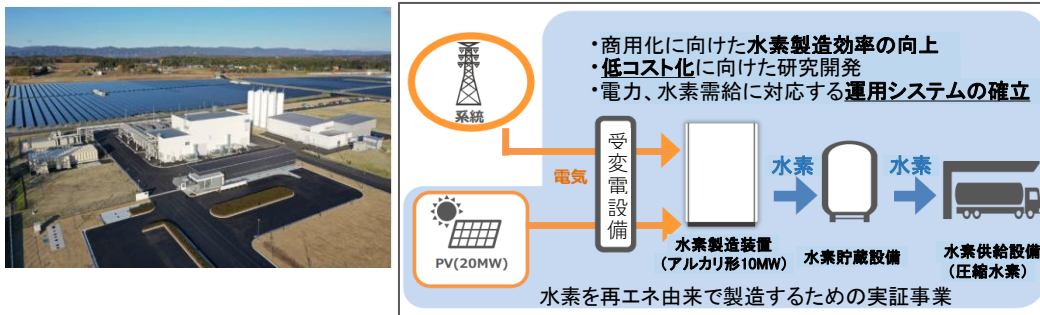 ・商用化に向けた水素製造効率の向上
・低コスト化に向けた研究開発
・電力、水素需給に対応する運用システムの確立
系統
電気
受変電設備
PV(20MW)
水素
水素
水素製造装置
(アルカリ形10MW)
水素貯蔵設備
水素供給設備
(圧縮水素)
水素を再エネ由来で製造するための実証事業